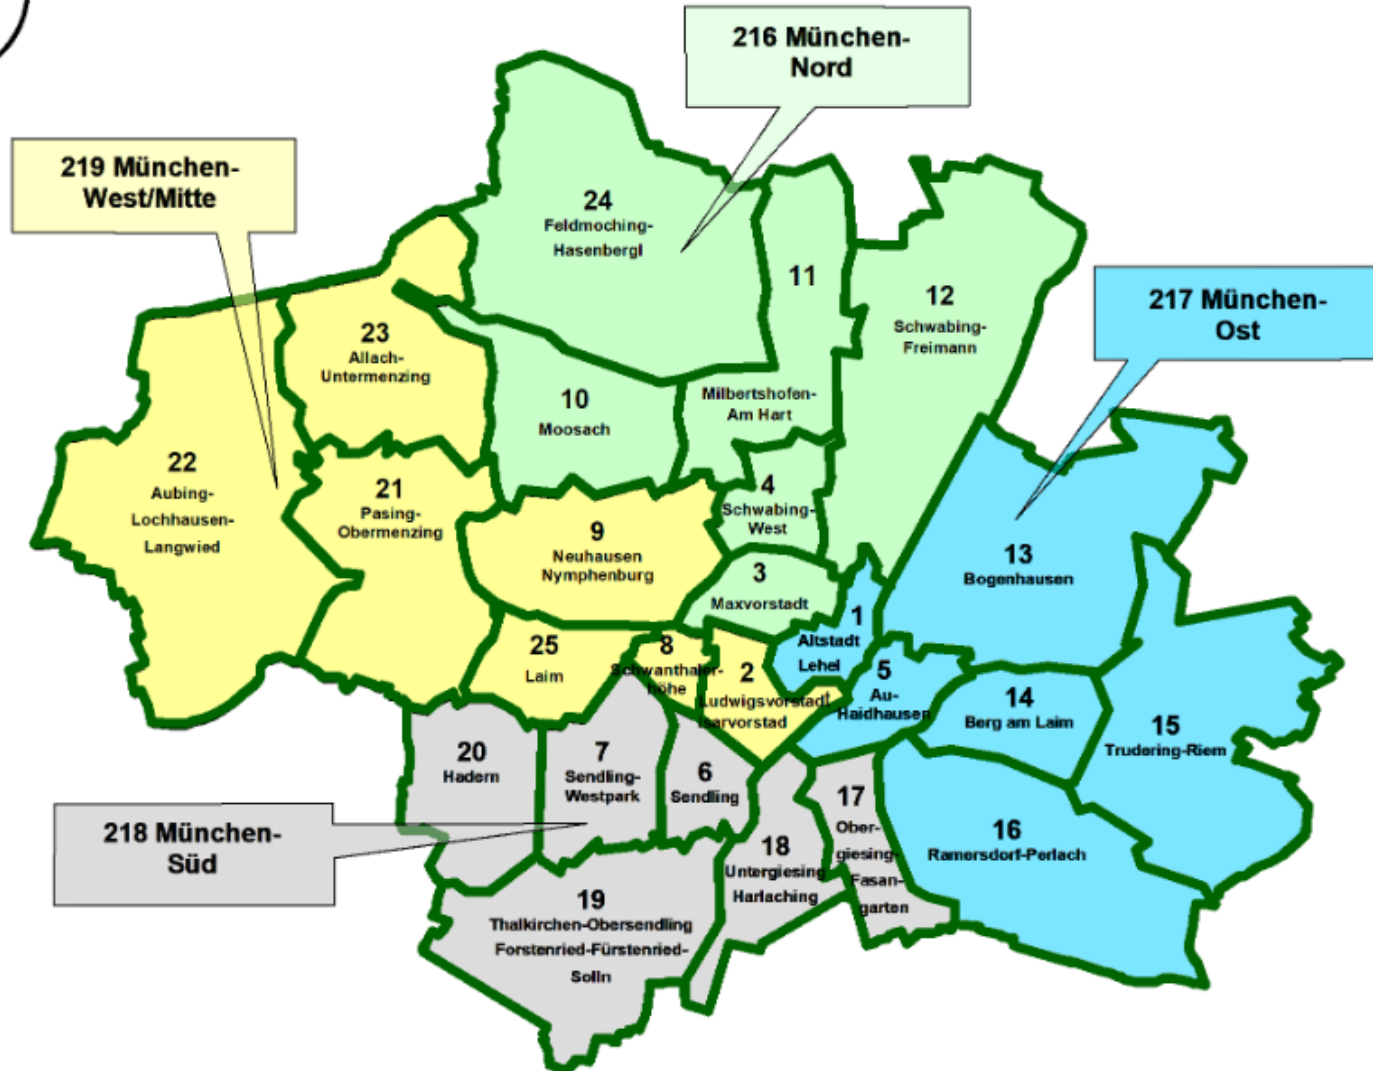 216 München-
Nord
219 München-
West/Mitte
24
Feldmoching-
Hasenbergl
11
12
Schwabing-
Freimann
217 München-
Ost
23
Allach-
Untermenzing
10
Moosach
Milbertshofen-
Am Hart
22
Aubing-
Lochhausen-
Langwied
21
Pasing-
Obermenzing
4
Schwabing-
West
9
Neuhausen
Nymphenburg
13
Bogenhausen
3
Maxvorstadt
1
Altstadt
Lehel
25
Laim
8
Schwanthaler-
höhe
2
Ludwigsvorstadt
Isarvorstad
5
Au-
Haidhausen
14
Berg am Laim
15
Trudering-Riem
20
Hadern
7
Sendling-
Westpark
6
Sendling
17
Ober-
giesing-
Fasan-
garten
16
Ramersdorf-Perlach
218 München-
Süd
18
Untergiesing
Harlaching
19
Thalkirchen-Obersendling
Forstenried-Fürstenried-
Solln